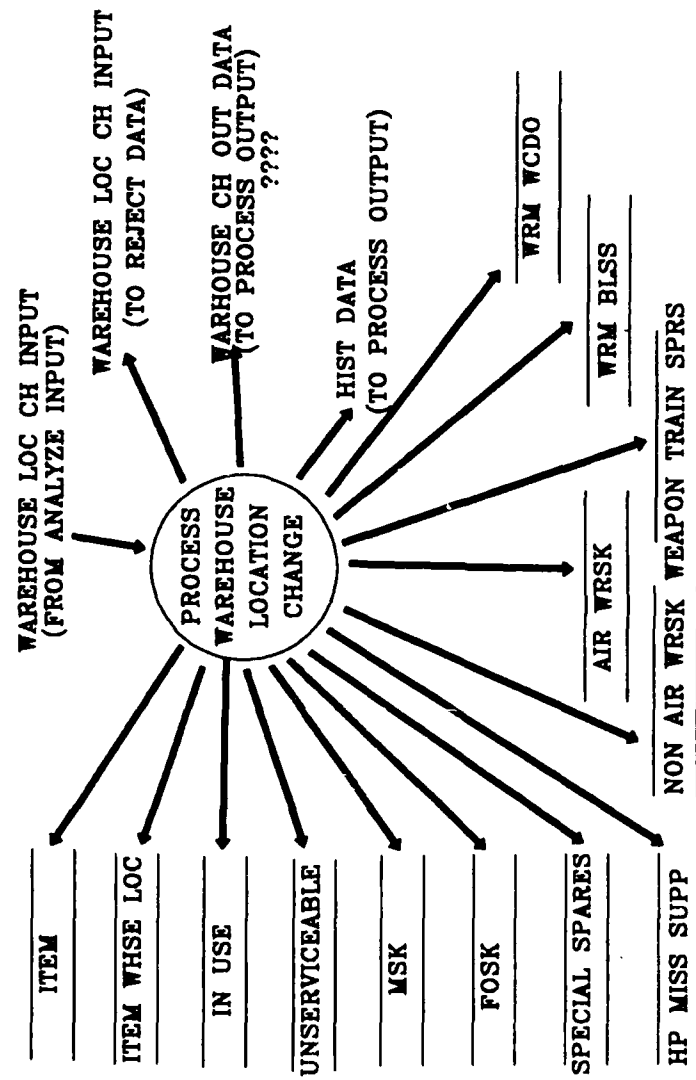 WAREHOUSE LOC CH INPUT
(FROM ANALYZE INPUT)
WAREHOUSE LOC CH INPUT
(TO REJECT DATA)
WARHOUSE CH OUT DATA
(TO PROCESS OUTPUT)
????
HIST DATA
(TO PROCESS OUTPUT)
PROCESS
WAREHOUSE
LOCATION
CHANGE
ITEM
ITEM WHSE LOC
IN USE
UNSERVICEABLE
MSK
FOSK
SPECIAL SPARES
HP MISS SUPP
NON AIR WRSK
AIR WRSK
WEAPON TRAIN SPRS
WRM BLSS
WRM WCDO